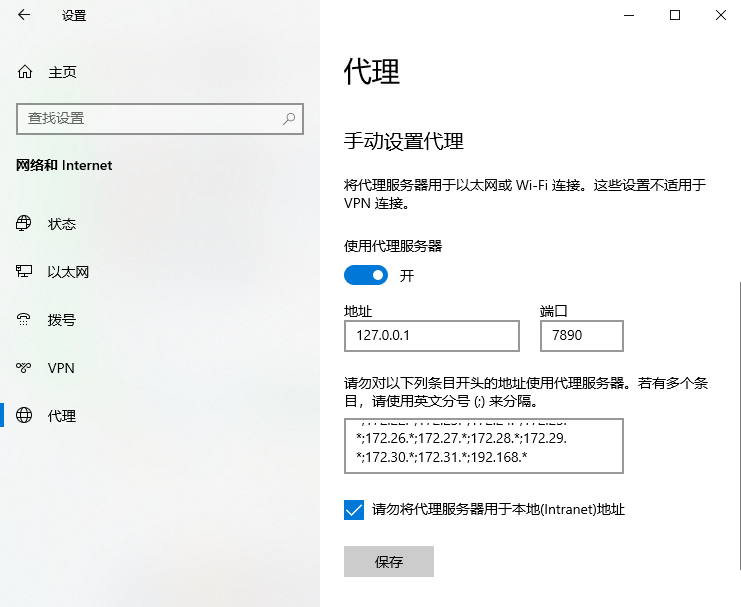 设置
主页
查找设置
网络和 Internet
状态
以太网
拨号
VPN
代理
代理
手动设置代理
将代理服务器用于以太网或 Wi-Fi 连接。这些设置不适用于
VPN 连接。
使用代理服务器
开
地址
端口
127.0.0.1
7890
请勿对以下列条目开头的地址使用代理服务器。若有多个条
目，请使用英文分号 (;) 来分隔。
*;172.26.*;172.27.*;172.28.*;172.29.
*;172.30.*;172.31.*;192.168.*
请勿将代理服务器用于本地(Intranet)地址
保存